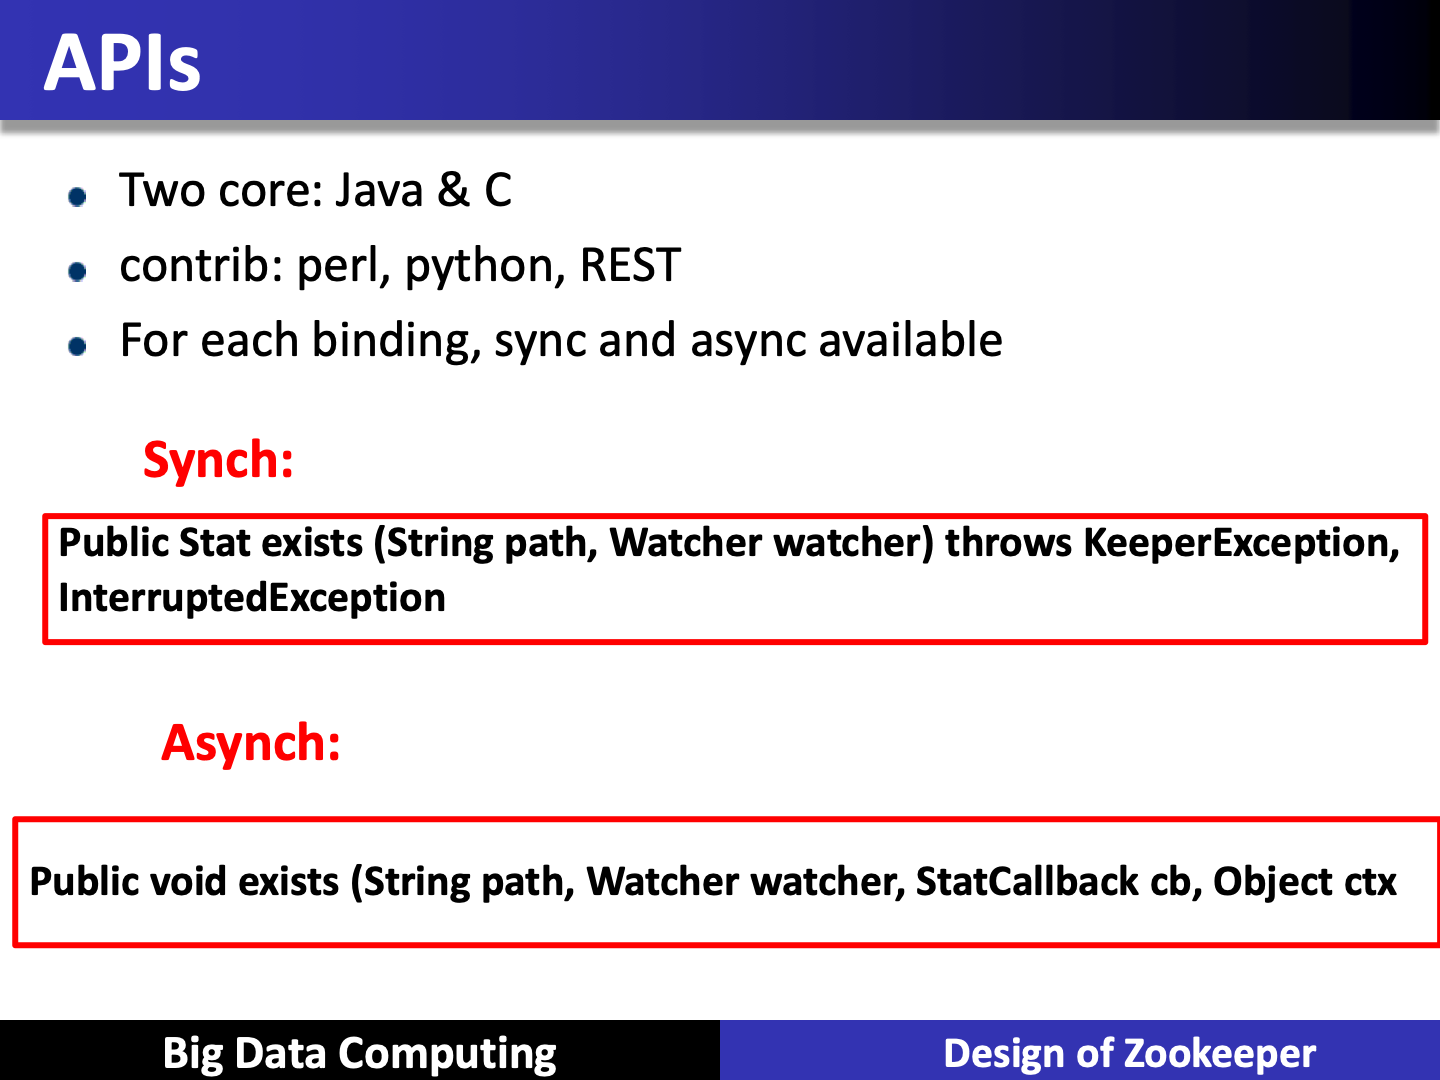 APIs
Two core: Java & C
contrib: perl, python, REST
For each binding, sync and async available
Synch:
Public Stat exists (String path, Watcher watcher) throws KeeperException,
InterruptedException
Asynch:
Public void exists (String path, Watcher watcher, StatCallback cb, Object ctx
Big Data Computing
Design of Zookeeper